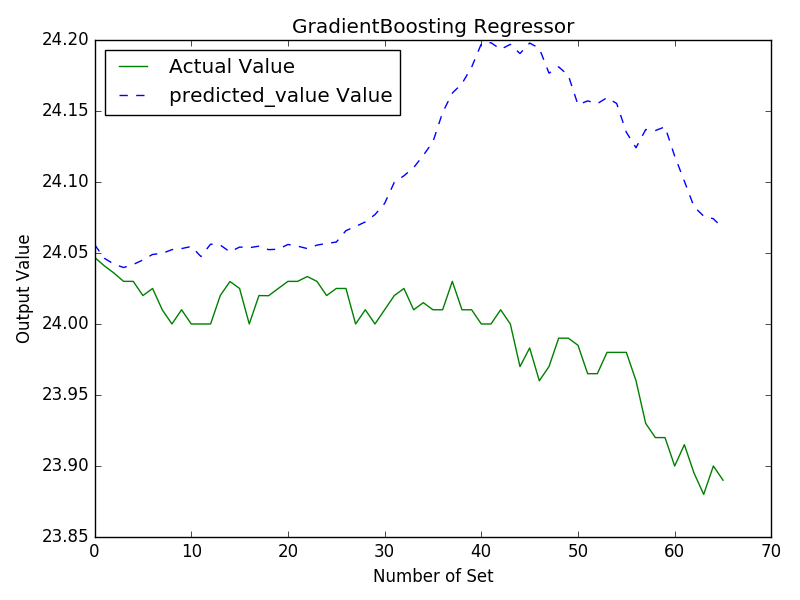 GradientBoosting Regressor
Actual Value
predicted_value Value
Output Value
24.20
24.15
24.10
24.05
24.00
23.95
23.90
23.85
0 10 20 30 40 50 60 70
Number of Set